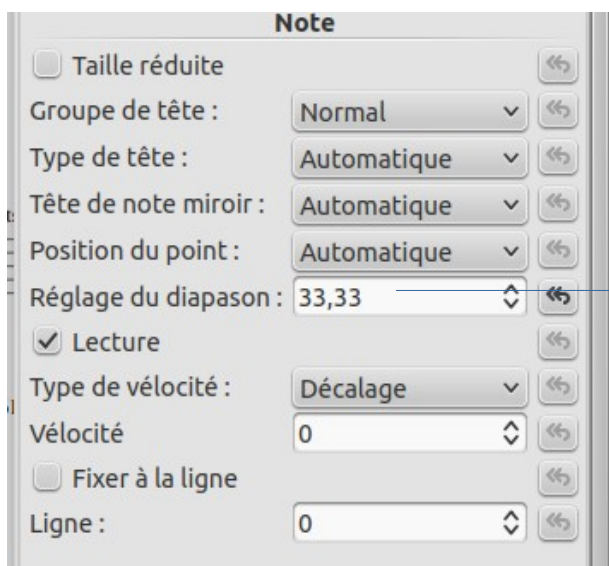 Note
Taille réduite
Groupe de tête : Normal
Type de tête : Automatique
Tête de note miroir : Automatique
Position du point : Automatique
Réglage du diapason : 33,33
Lecture
Type de vélocité : Décalage
Vélocité 0
Fixer à la ligne
Ligne : 0